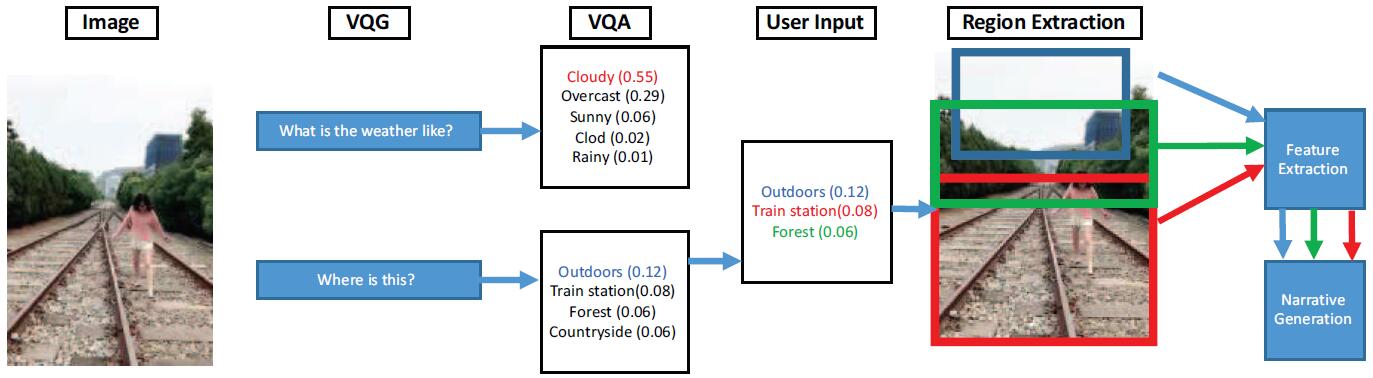 Image
VQG
VQA
User Input
Region Extraction
What is the weather like?
Cloudy (0.55)
Overcast (0.29)
Sunny (0.06)
Clod (0.02)
Rainy (0.01)
Where is this?
Outdoors (0.12)
Train station(0.08)
Forest (0.06)
Countryside (0.06)
Outdoors (0.12)
Train station(0.08)
Forest (0.06)
Feature
Extraction
Narrative
Generation